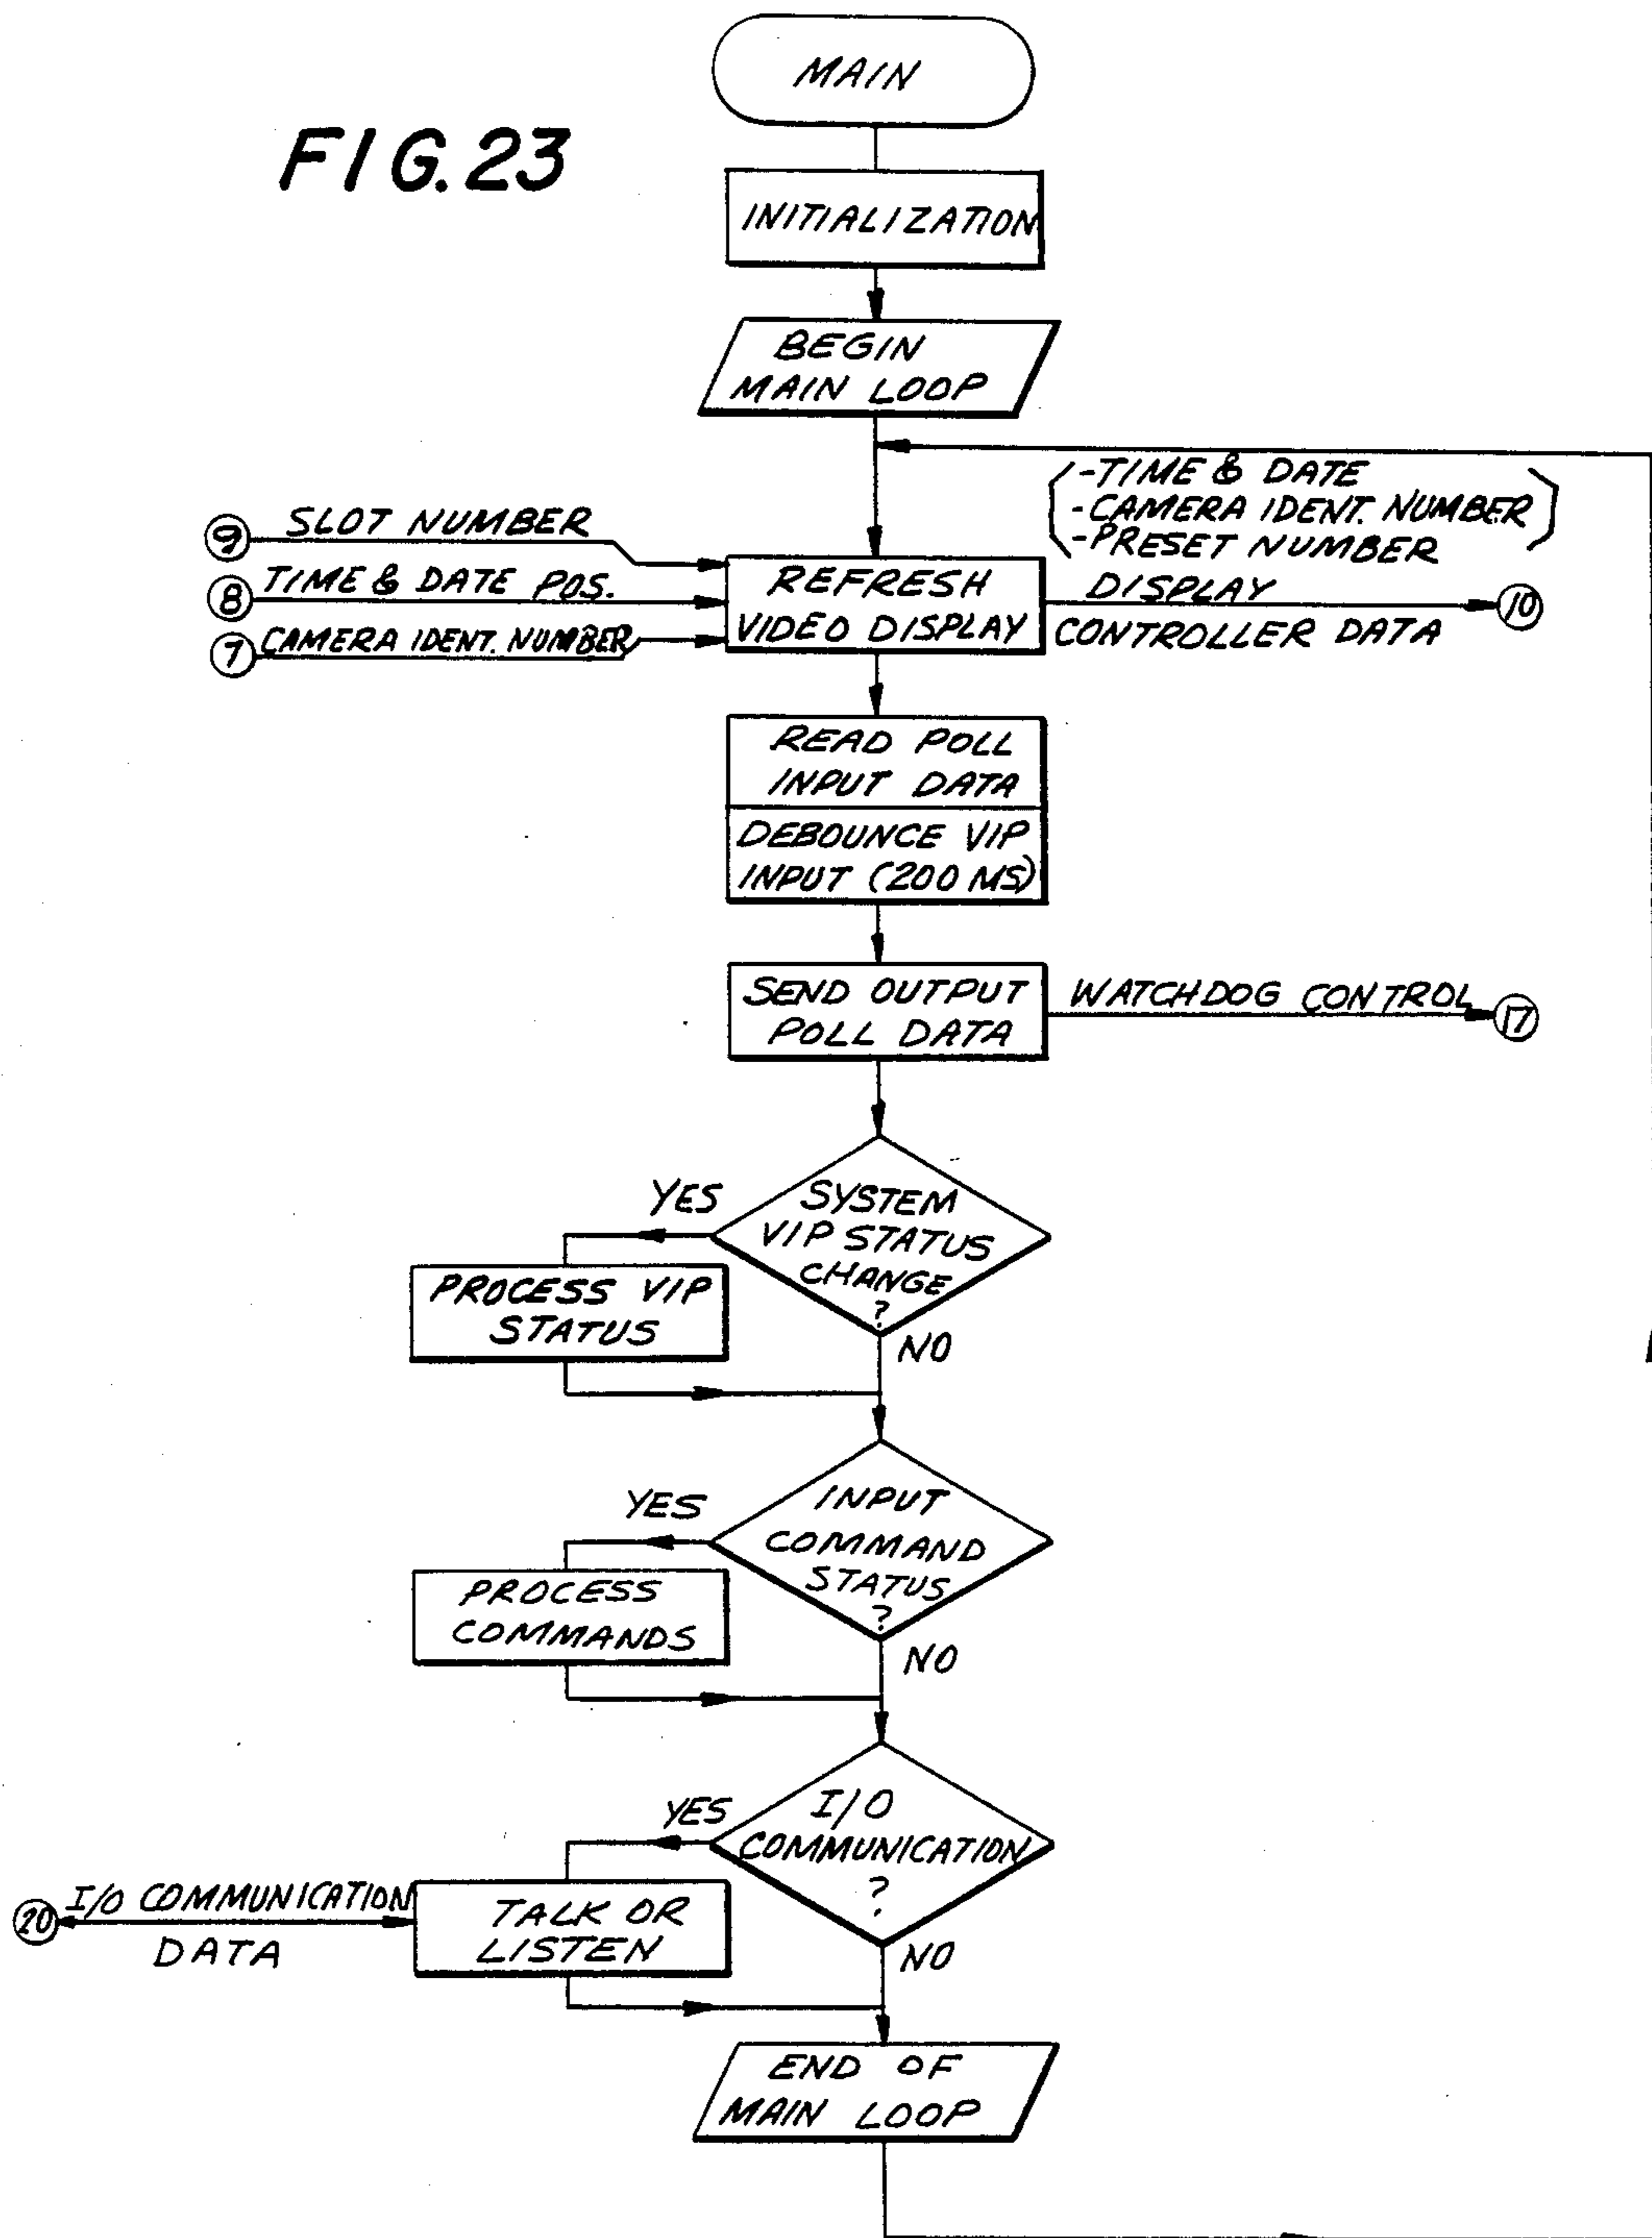 MAIN
FIG.23
INITIALIZATION
BEGIN
MAIN LOOP
-TIME & DATE
-CAMERA IDENT. NUMBER
-PRESET NUMBER
9 SLOT NUMBER
8 TIME & DATE POS.
7 CAMERA IDENT. NUMBER
REFRESH
VIDEO DISPLAY
DISPLAY
CONTROLLER DATA
10
READ POLL
INPUT DATA
DEBOUNCE VIP
INPUT (200 MS)
SEND OUTPUT
POLL DATA
WATCHDOG CONTROL
17
SYSTEM
VIP STATUS
CHANGE
?
YES
NO
PROCESS VIP
STATUS
INPUT
COMMAND
STATUS
?
YES
NO
PROCESS
COMMANDS
I/O
COMMUNICATION
?
YES
NO
20
I/O COMMUNICATION
DATA
TALK OR
LISTEN
END OF
MAIN LOOP